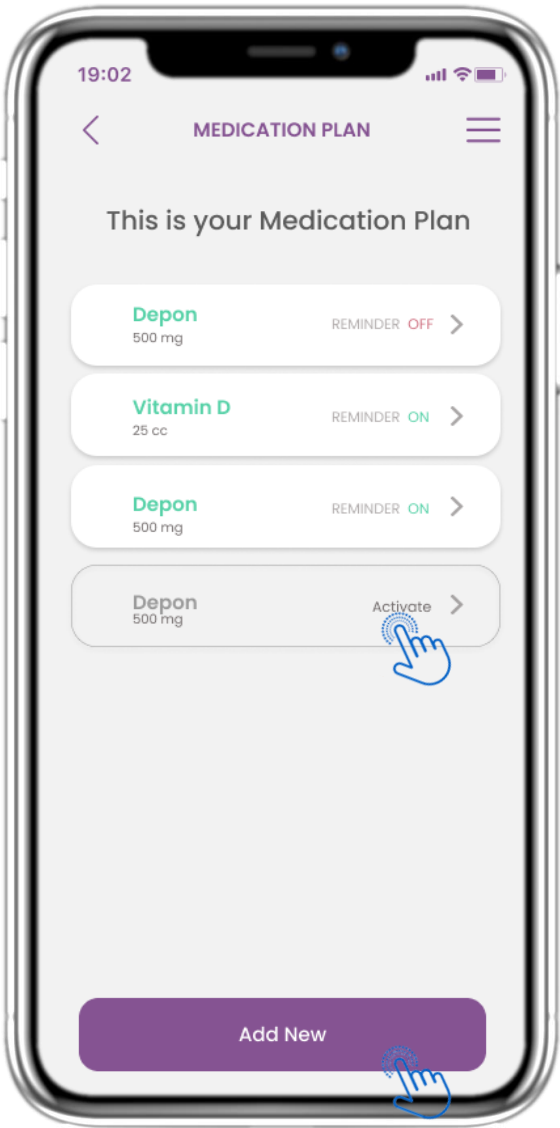 19:02
MEDICATION PLAN
This is your Medication Plan
Depon
500 mg
REMINDER OFF
Vitamin D
25 cc
REMINDER ON
Depon
500 mg
REMINDER ON
Depon
500 mg
Activate
Add New